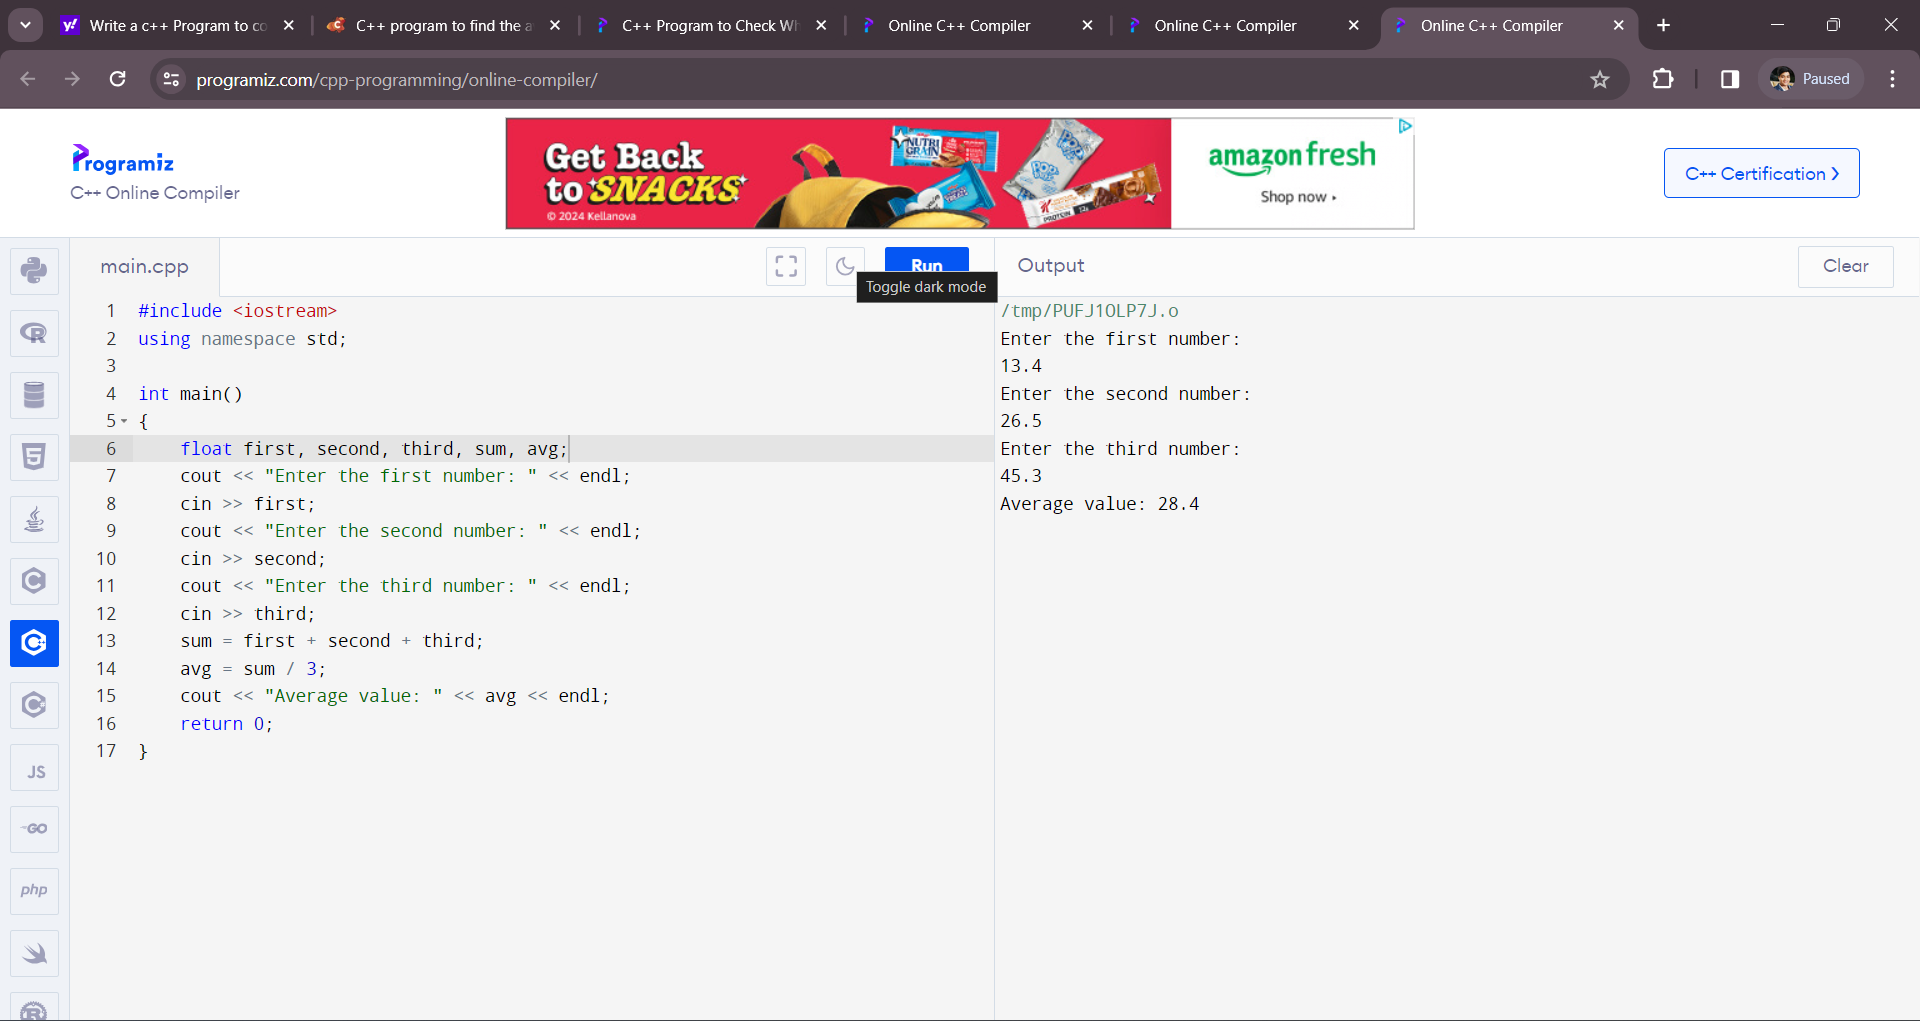 Write a c++ Program to co
C++ program to find the a
C++ Program to Check Wh
Online C++ Compiler
Online C++ Compiler
Online C++ Compiler
programiz.com/cpp-programming/online-compiler/
Paused
Programiz
C++ Online Compiler
Get Back
to SNACKS
© 2024 Kellanova
NUTRI GRAIN
amazon fresh
Shop now
C++ Certification
main.cpp
Run
Toggle dark mode
Output
Clear
1 #include <iostream>
2 using namespace std;
3
4 int main()
5 {
6 float first, second, third, sum, avg;
7 cout << "Enter the first number: " << endl;
8 cin >> first;
9 cout << "Enter the second number: " << endl;
10 cin >> second;
11 cout << "Enter the third number: " << endl;
12 cin >> third;
13 sum = first + second + third;
14 avg = sum / 3;
15 cout << "Average value: " << avg << endl;
16 return 0;
17 }
/tmp/PUFJ1OLP7J.o
Enter the first number:
13.4
Enter the second number:
26.5
Enter the third number:
45.3
Average value: 28.4
JS
GO
php